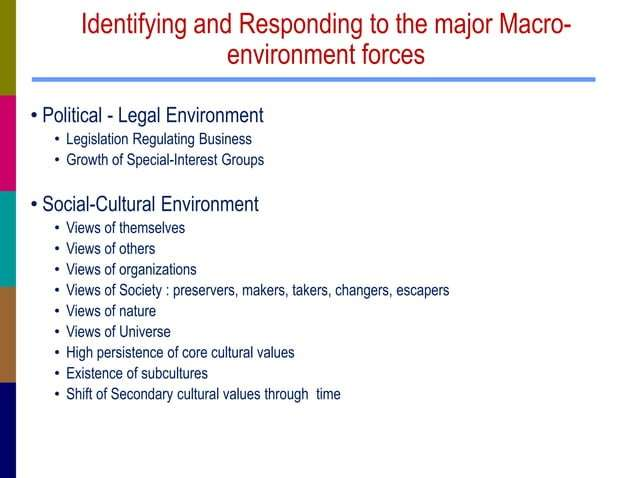 Identifying and Responding to the major Macro-
environment forces
• Political - Legal Environment
• Legislation Regulating Business
• Growth of Special-Interest Groups
• Social-Cultural Environment
• Views of themselves
• Views of others
• Views of organizations
• Views of Society : preservers, makers, takers, changers, escapers
• Views of nature
• Views of Universe
• High persistence of core cultural values
• Existence of subcultures
• Shift of Secondary cultural values through  time